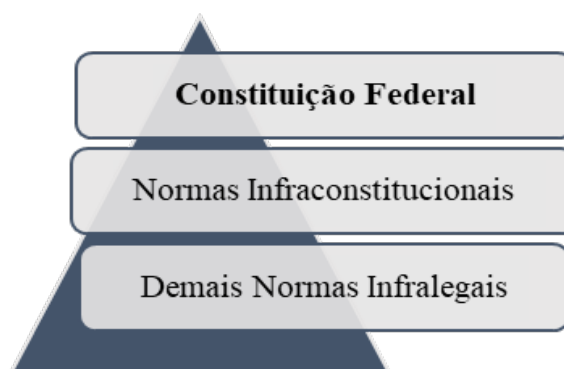 Constituição Federal
Normas Infraconstitucionais
Demais Normas Infralegais